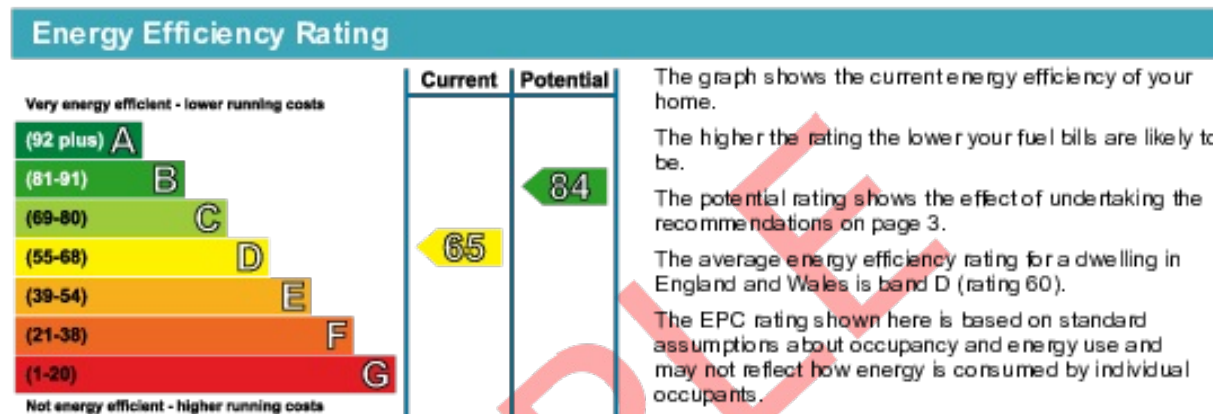 Energy Efficiency Rating
Current Potential
Very energy efficient - lower running costs
(92 plus) A
(81-91) B
(69-80) C
(55-68) D
(39-54) E
(21-38) F
(1-20) G
Not energy efficient - higher running costs
84
65
The graph shows the current energy efficiency of your
home.
The higher the rating the lower your fuel bills are likely to
be.
The potential rating shows the effect of undertaking the
recommendations on page 3.
The average energy efficiency rating for a dwelling in
England and Wales is band D (rating 60).
The EPC rating shown here is based on standard
assumptions about occupancy and energy use and
may not reflect how energy is consumed by individual
occupants.
PLE